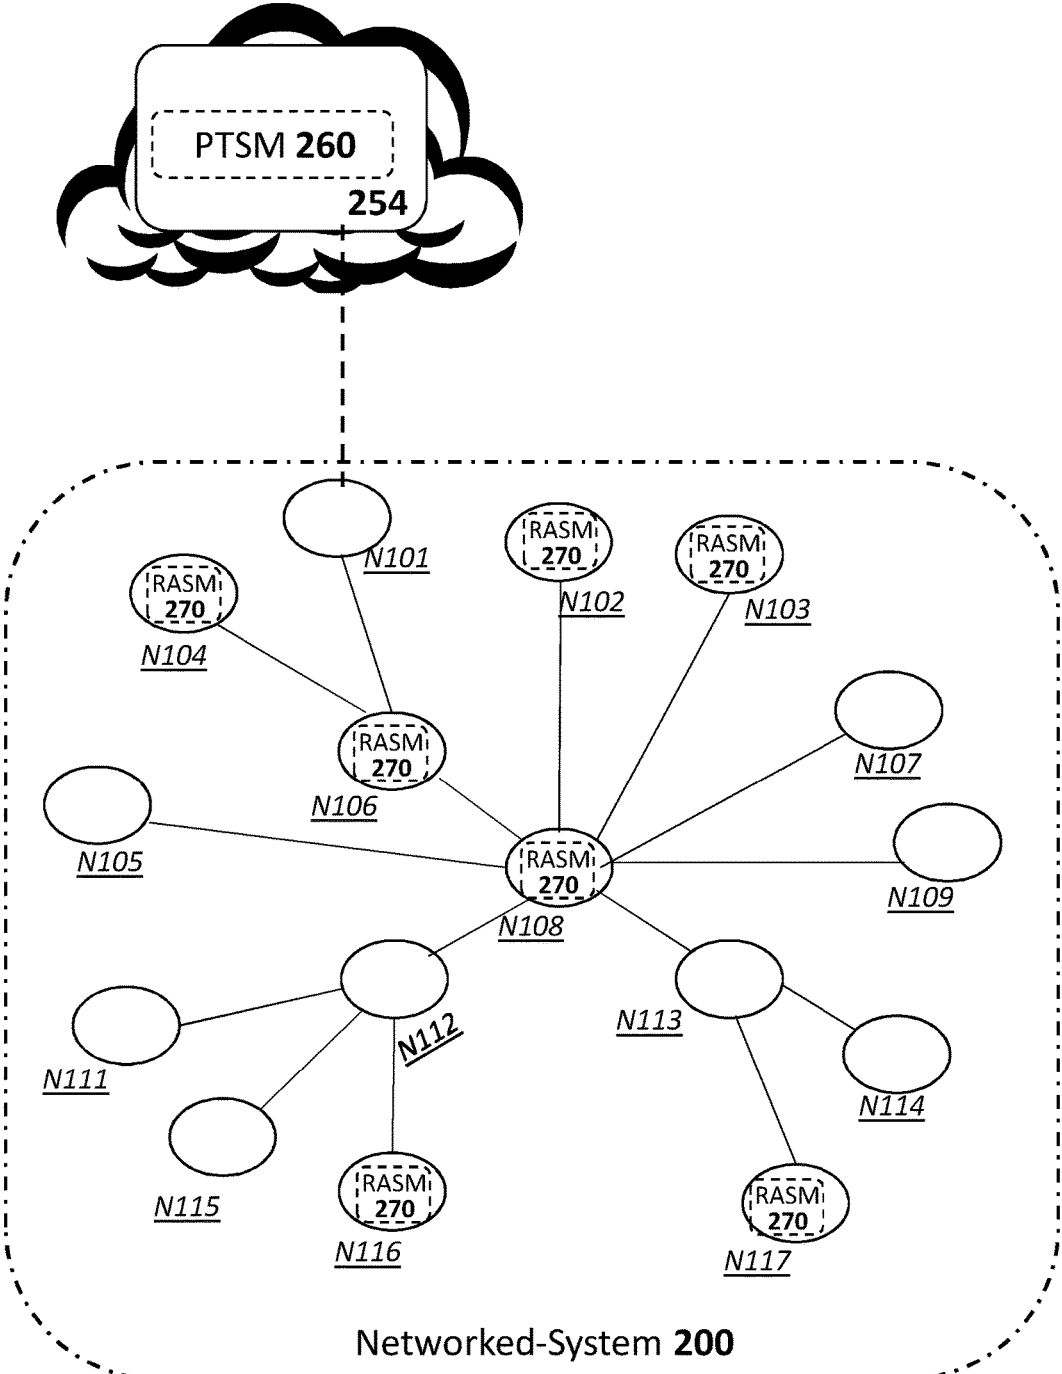 PTSM 260
254
N101
RASM
270
N102
RASM
270
N103
RASM
270
N104
RASM
270
N106
N107
N105
RASM
270
N108
N109
N111
N112
N113
N114
N115
RASM
270
N116
RASM
270
N117
Networked-System 200